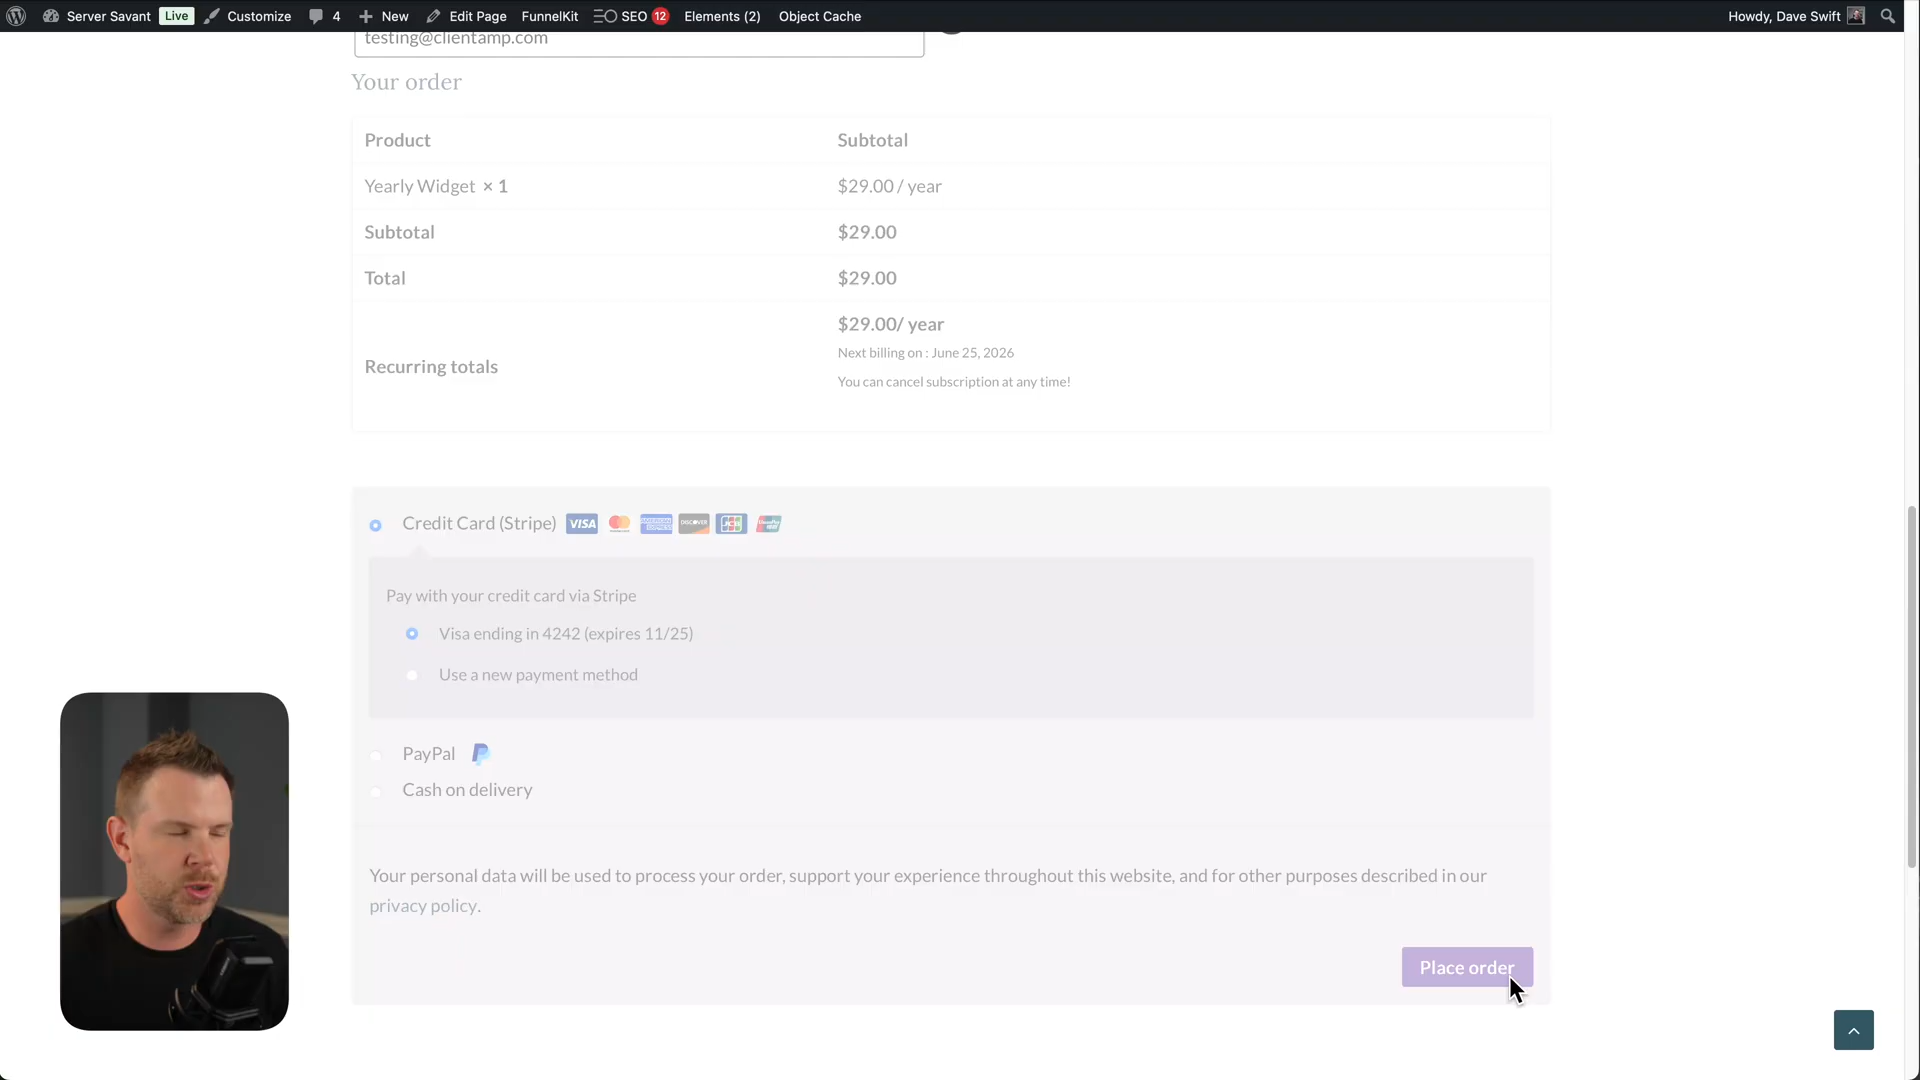 Server Savant Live Customize 4 New Edit Page FunnelKit SEO 12 Elements (2) Object Cache Howdy, Dave Swift
testing@clientamp.com
Your order
Product Subtotal
Yearly Widget × 1 $29.00 / year
Subtotal $29.00
Total $29.00
$29.00/ year
Next billing on : June 25, 2026
Recurring totals
You can cancel subscription at any time!
Credit Card (Stripe) VISA AMERICAN EXPRESS DISCOVER JCB UnionPay
Pay with your credit card via Stripe
Visa ending in 4242 (expires 11/25)
Use a new payment method
PayPal
Cash on delivery
Your personal data will be used to process your order, support your experience throughout this website, and for other purposes described in our
privacy policy.
Place order